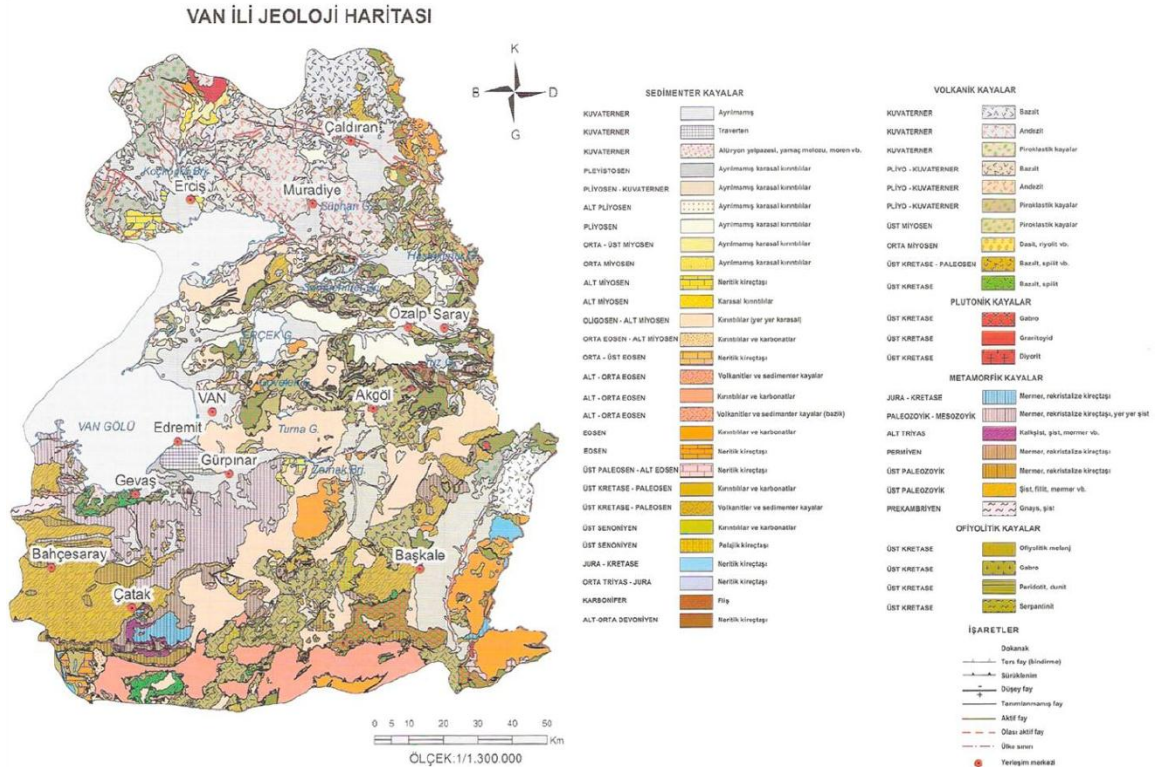 VAN İLİ JEOLOJİ HARİTASI
K
B D
G
Çaldıran
Erciş
Muradiye
Özalp Saray
ERÇEK G.
VAN
Akgöl
VAN GÖLÜ
Edremit
Turna G.
Gürpınar
Gevaş
Bahçesaray
Başkale
Çatak
0 5 10 20 30 40 50
Km
ÖLÇEK:1/1.300.000
SEDİMENTER KAYALAR
KUVATERNER Ayrılmamış
KUVATERNER Traverten
KUVATERNER Alüvyon yelpazesi, yamaç molozu, moren vb.
PLEYİSTOSEN Ayrılmamış karasal kırıntılılar
PLİYOSEN - KUVATERNER Ayrılmamış karasal kırıntılılar
ALT PLİYOSEN Ayrılmamış karasal kırıntılılar
PLİYOSEN Ayrılmamış karasal kırıntılılar
ORTA - ÜST MİYOSEN Ayrılmamış karasal kırıntılılar
ORTA MİYOSEN Ayrılmamış karasal kırıntılılar
ALT MİYOSEN Neritik kireçtaşı
ALT MİYOSEN Karasal kırıntılılar
OLİGOSEN - ALT MİYOSEN Kırıntılılar (yer yer karasal)
ORTA EOSEN - ALT MİYOSEN Kırıntılılar ve karbonatlar
ORTA - ÜST EOSEN Neritik kireçtaşı
ALT - ORTA EOSEN Volkanitler ve sedimenter kayalar
ALT - ORTA EOSEN Kırıntılılar ve karbonatlar
ALT - ORTA EOSEN Volkanitler ve sedimenter kayalar (bazik)
EOSEN Kırıntılılar ve karbonatlar
EOSEN Neritik kireçtaşı
ÜST PALEOSEN - ALT EOSEN Neritik kireçtaşı
ÜST KRETASE - PALEOSEN Kırıntılılar ve karbonatlar
ÜST KRETASE - PALEOSEN Volkanitler ve sedimenter kayalar
ÜST SENONİYEN Kırıntılılar ve karbonatlar
ÜST SENONİYEN Pelajik kireçtaşı
JURA - KRETASE Neritik kireçtaşı
ORTA TRİYAS - JURA Neritik kireçtaşı
KARBONİFER Fliş
ALT-ORTA DEVONİYEN Neritik kireçtaşı
VOLKANİK KAYALAR
KUVATERNER Bazalt
KUVATERNER Andezit
KUVATERNER Piroklastik kayalar
PLİYO - KUVATERNER Bazalt
PLİYO - KUVATERNER Andezit
PLİYO - KUVATERNER Piroklastik kayalar
ÜST MİYOSEN Piroklastik kayalar
ORTA MİYOSEN Dasit, riyolit vb.
ÜST KRETASE - PALEOSEN Bazalt, spilit vb.
ÜST KRETASE Bazalt, spilit
PLUTONİK KAYALAR
ÜST KRETASE Gabro
ÜST KRETASE Granitoyid
ÜST KRETASE Diyorit
METAMORFİK KAYALAR
JURA - KRETASE Mermer, rekristalize kireçtaşı
PALEOZOYİK - MESOZOYİK Mermer, rekristalize kireçtaşı, yer yer şist
ALT TRİYAS Kalkşist, şist, mermer vb.
PERMİYEN Mermer, rekristalize kireçtaşı
ÜST PALEOZOYİK Mermer, rekristalize kireçtaşı
ÜST PALEOZOYİK Şist, fillit, mermer vb.
PREKAMBRİYEN Gnays, şist
OFİYOLİTİK KAYALAR
ÜST KRETASE Ofiyolitik melanj
ÜST KRETASE Gabro
ÜST KRETASE Peridotit, dunit
ÜST KRETASE Serpantinit
İŞARETLER
Dokanak
Ters fay (bindirme)
Sürüklenim
Düşey fay
Tanımlanmamış fay
Aktif fay
Olası aktif fay
Ülke sınırı
Yerleşim merkezi